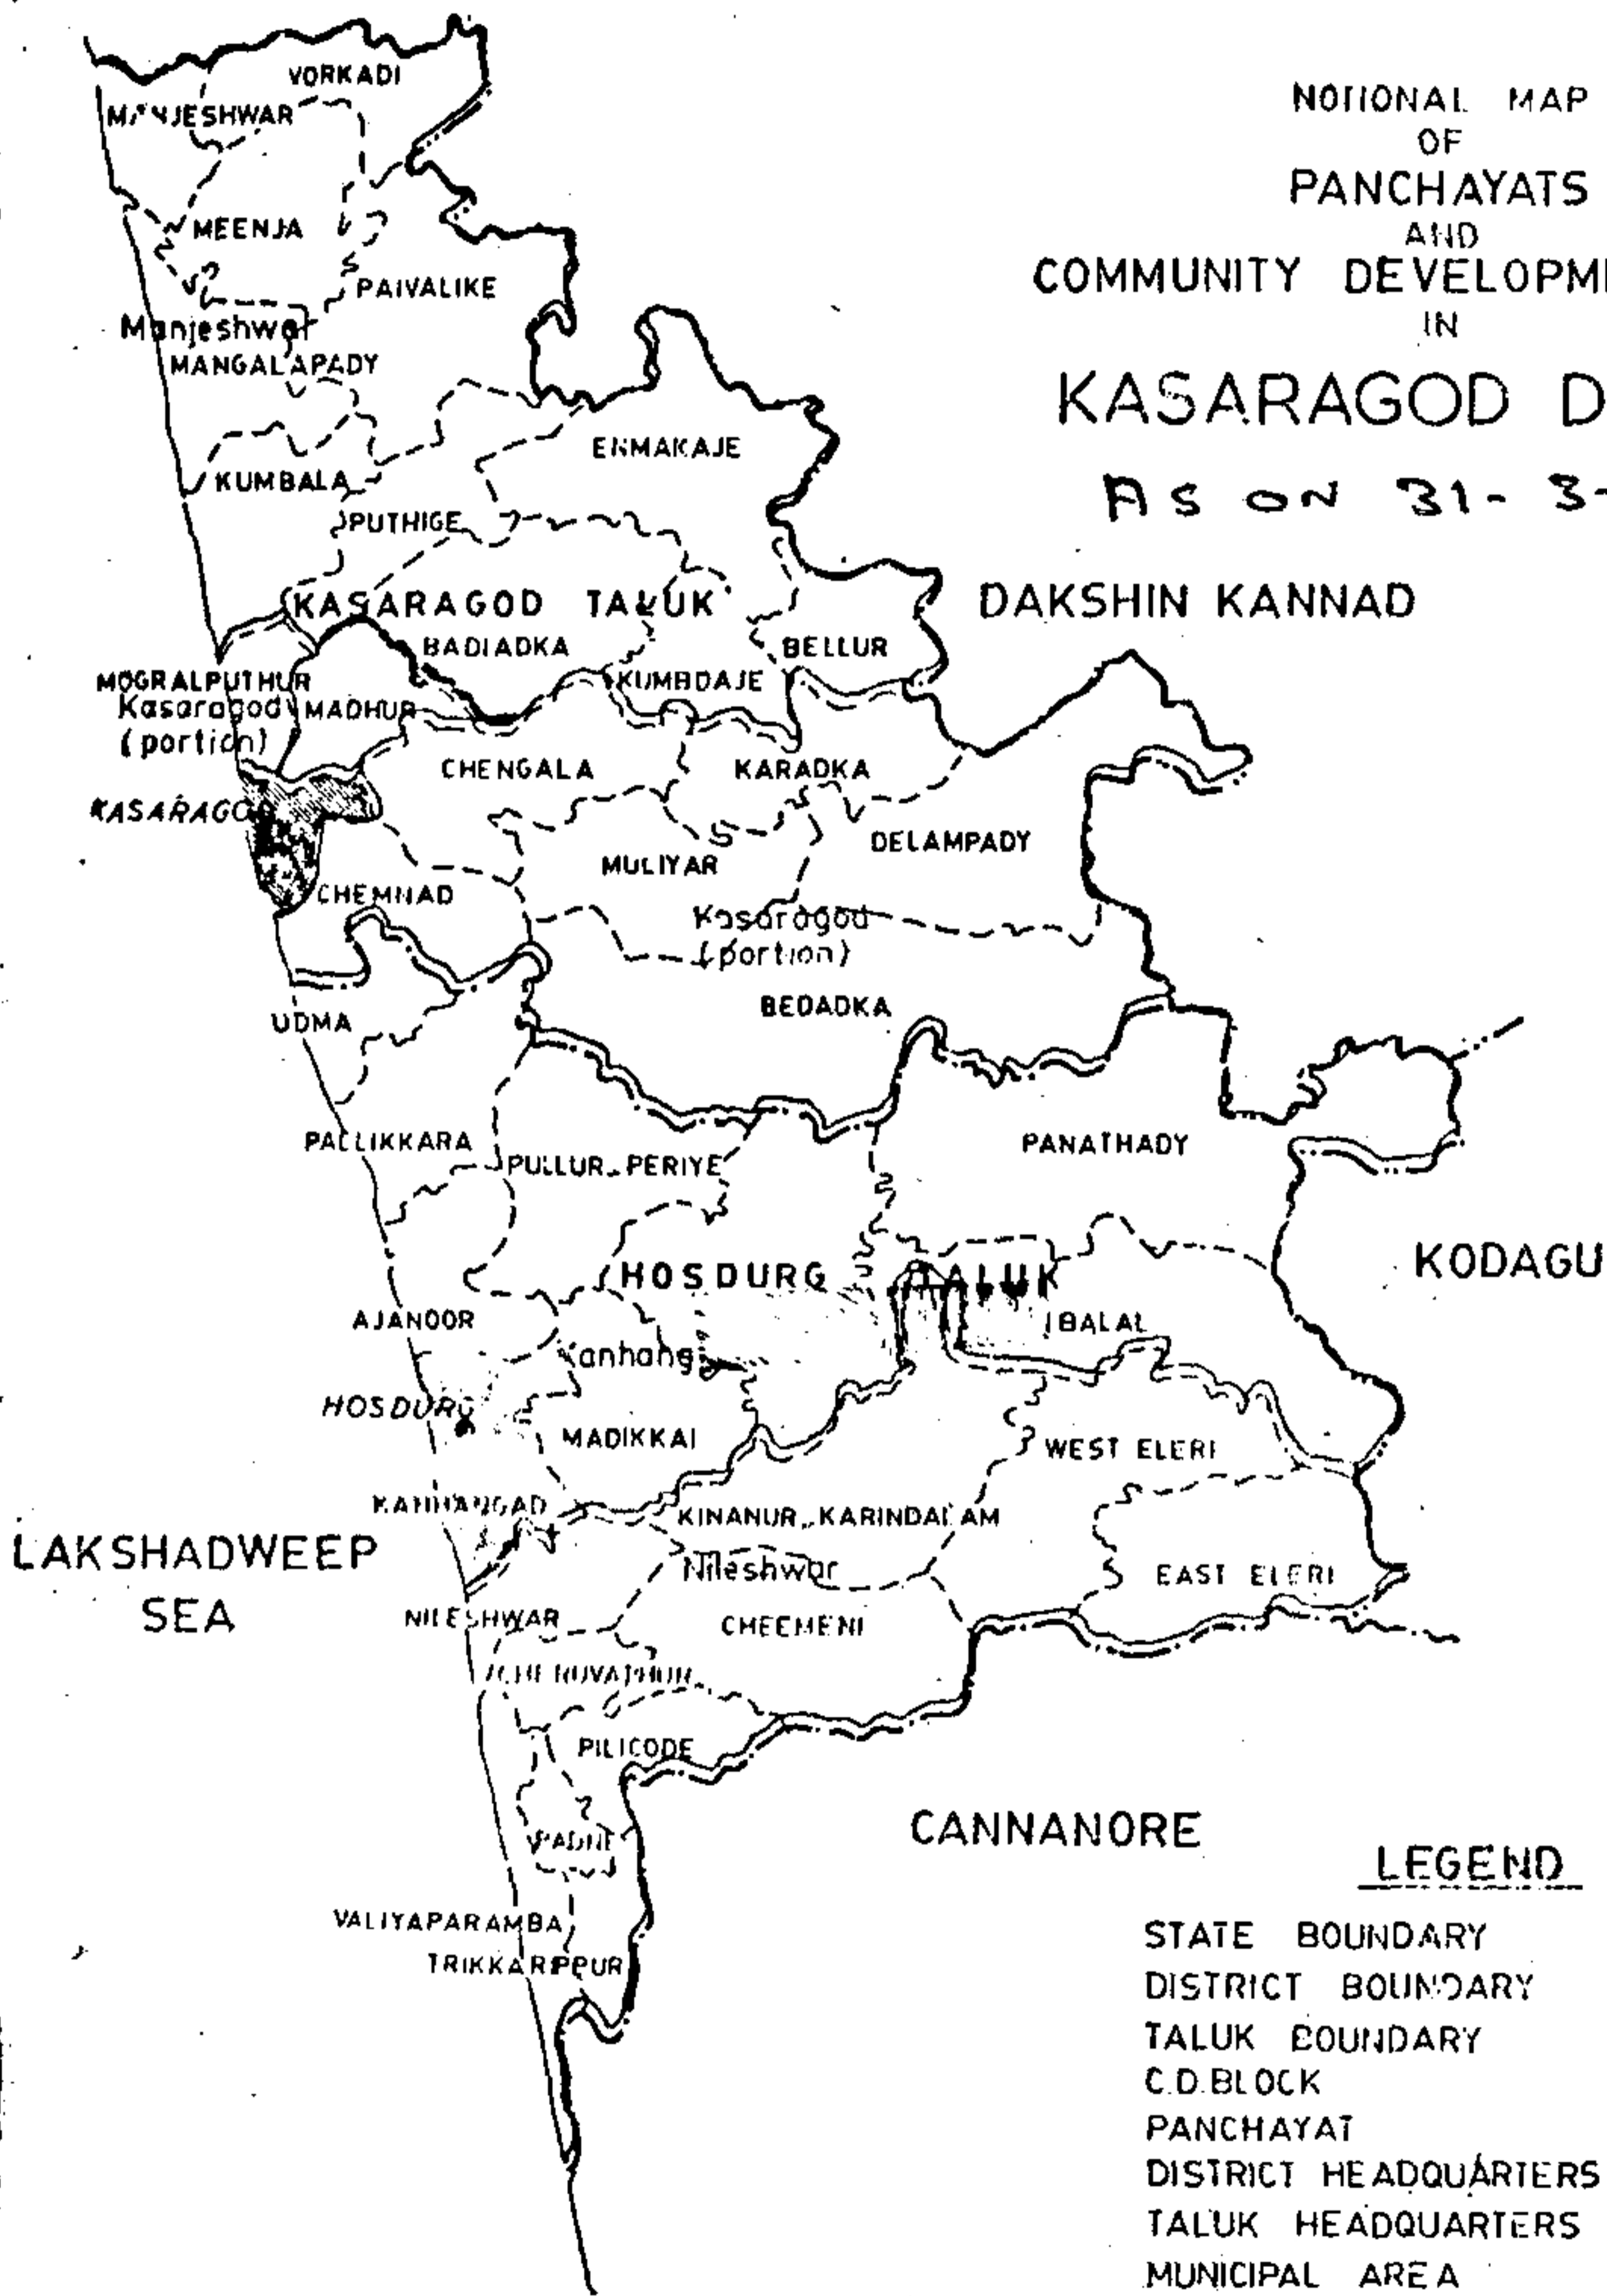 NOTIONAL MAP
OF
PANCHAYATS
AND
COMMUNITY DEVELOPM
IN
KASARAGOD D
AS ON 31-3-
VORKADI
MANJESHWAR
MEENJA
PAIVALIKE
Manjeshwar
MANGALAPADY
ENMAKAJE
KUMBALA
PUTHIGE
KASARAGOD TALUK
DAKSHIN KANNAD
BADIADKA
BELLUR
MOGRALPUTHUR
KUMBDAJE
Kasaragod
(portion)
MADHUR
CHENGALA
KARADKA
KASARAGOD
DELAMPADY
MULIYAR
CHEMNAD
Kasaragod
(portion)
BEDADKA
UDMA
PALLIKKARA
PULLUR-PERIYE
PANATHADY
KODAGU
HOSDURG TALUK
AJANOOR
BALAL
Kanhang
HOSDURG
MADIKKAI
WEST ELERI
KANHANGAD
KINANUR-KARINDALAM
LAKSHADWEEP
SEA
Nileshwar
EAST ELERI
NILESHWAR
CHEEMENI
CHERUVATHUR
PILICODE
PADNE
CANNANORE
VALIYAPARAMBA
TRIKKARIPPUR
LEGEND
STATE BOUNDARY
DISTRICT BOUNDARY
TALUK BOUNDARY
C.D.BLOCK
PANCHAYAT
DISTRICT HEADQUARTERS
TALUK HEADQUARTERS
MUNICIPAL AREA